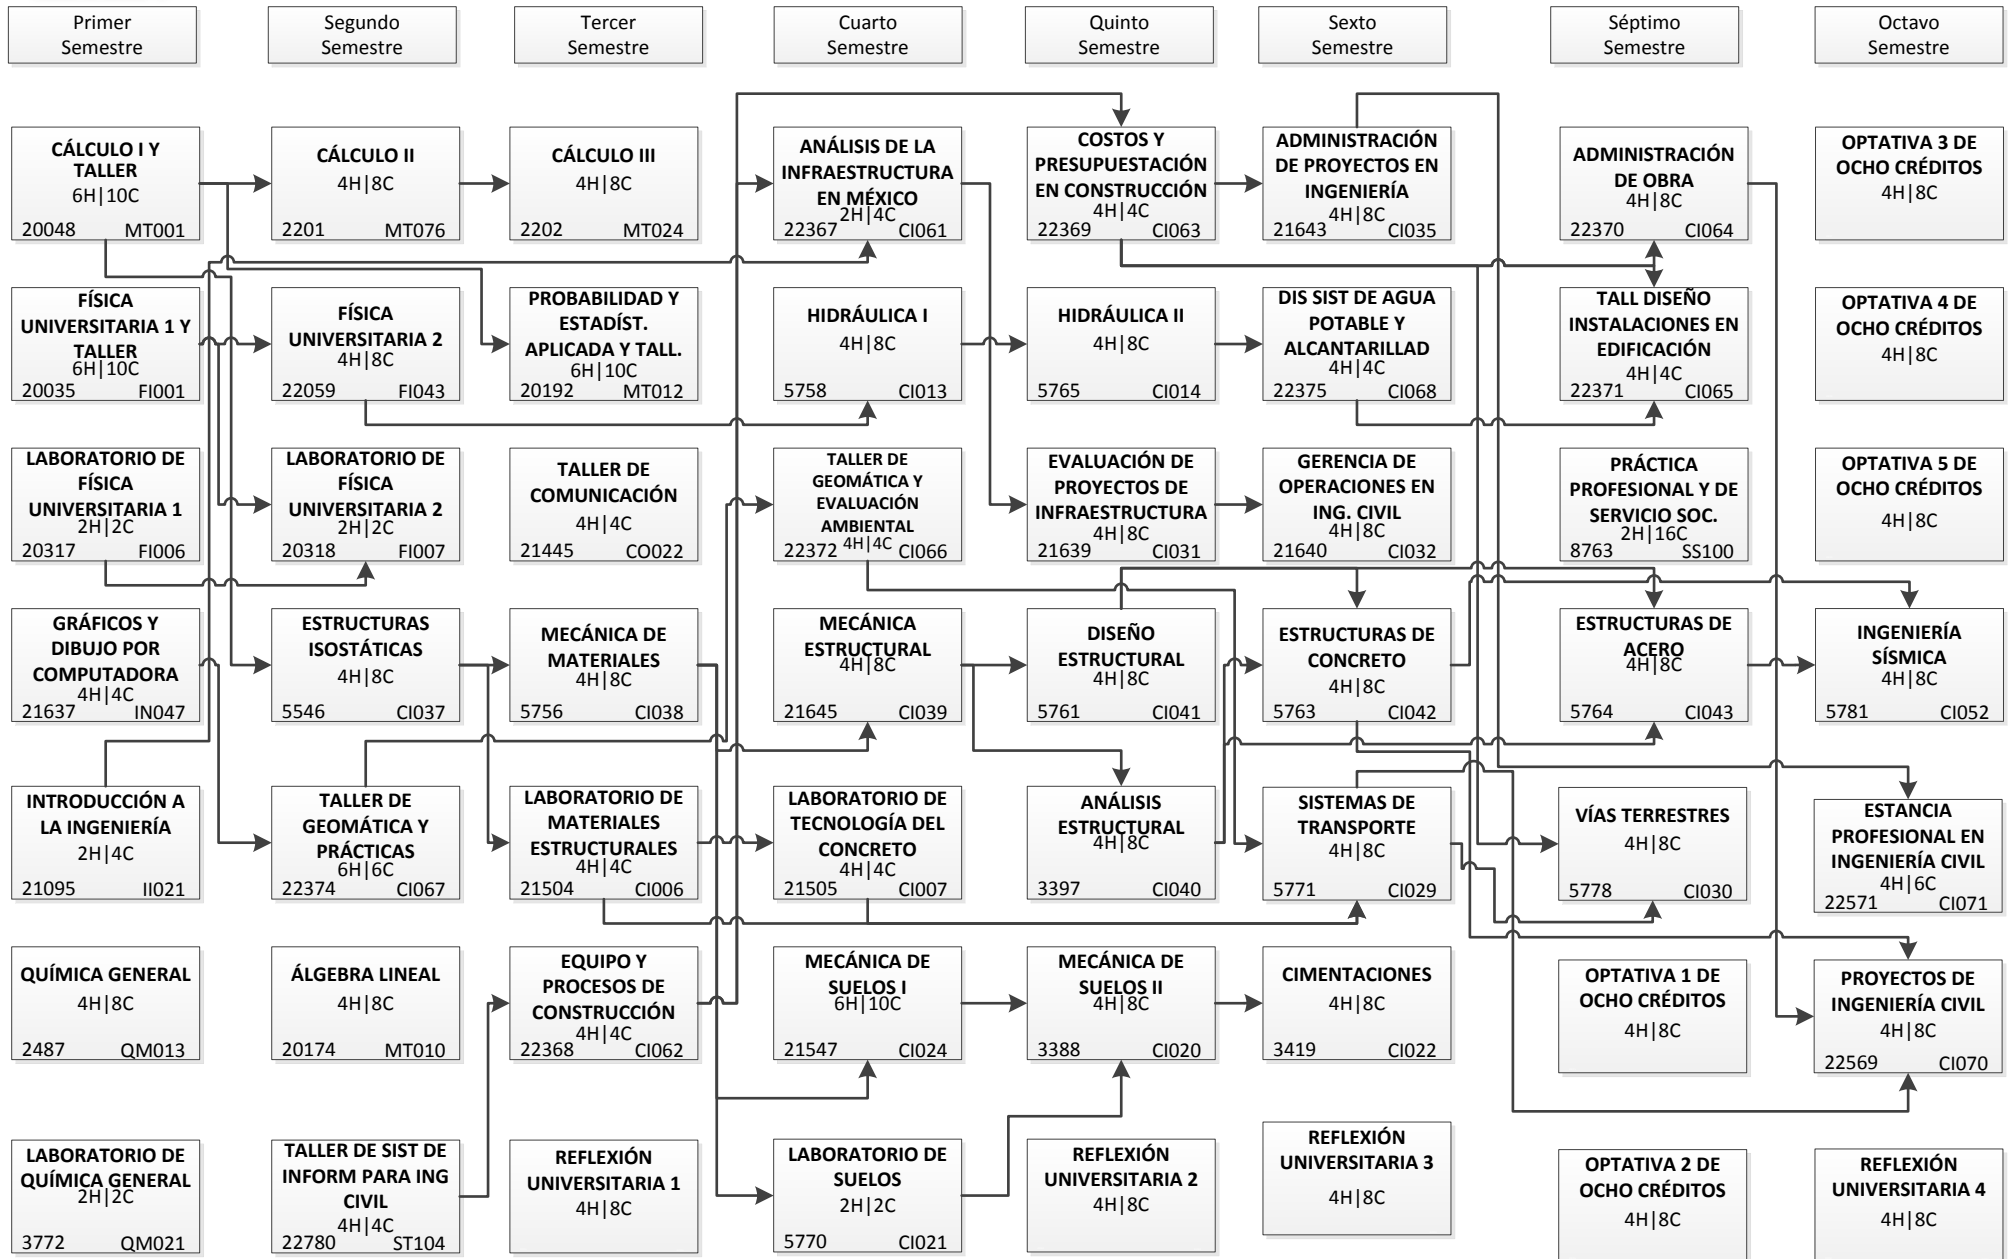 Primer
Semestre
Segundo
Semestre
Tercer
Semestre
Cuarto
Semestre
Quinto
Semestre
Sexto
Semestre
Séptimo
Semestre
Octavo
Semestre
CÁLCULO I Y
TALLER
6H|10C
20048 MT001
CÁLCULO II
4H|8C
2201 MT076
CÁLCULO III
4H|8C
2202 MT024
ANÁLISIS DE LA
INFRAESTRUCTURA
EN MÉXICO
2H|4C
22367 CI061
COSTOS Y
PRESUPUESTACIÓN
EN CONSTRUCCIÓN
4H|4C
22369 CI063
ADMINISTRACIÓN
DE PROYECTOS EN
INGENIERÍA
4H|8C
21643 CI035
ADMINISTRACIÓN
DE OBRA
4H|8C
22370 CI064
OPTATIVA 3 DE
OCHO CRÉDITOS
4H|8C
FÍSICA
UNIVERSITARIA 1 Y
TALLER
6H|10C
20035 FI001
FÍSICA
UNIVERSITARIA 2
4H|8C
22059 FI043
PROBABILIDAD Y
ESTADÍST.
APLICADA Y TALL.
6H|10C
20192 MT012
HIDRÁULICA I
4H|8C
5758 CI013
HIDRÁULICA II
4H|8C
5765 CI014
DIS SIST DE AGUA
POTABLE Y
ALCANTARILLAD
4H|4C
22375 CI068
TALL DISEÑO
INSTALACIONES EN
EDIFICACIÓN
4H|4C
22371 CI065
OPTATIVA 4 DE
OCHO CRÉDITOS
4H|8C
LABORATORIO DE
FÍSICA
UNIVERSITARIA 1
2H|2C
20317 FI006
LABORATORIO DE
FÍSICA
UNIVERSITARIA 2
2H|2C
20318 FI007
TALLER DE
COMUNICACIÓN
4H|4C
21445 CO022
TALLER DE
GEOMÁTICA Y
EVALUACIÓN
AMBIENTAL
22372 4H|4C CI066
EVALUACIÓN DE
PROYECTOS DE
INFRAESTRUCTURA
4H|8C
21639 CI031
GERENCIA DE
OPERACIONES EN
ING. CIVIL
4H|8C
21640 CI032
PRÁCTICA
PROFESIONAL Y DE
SERVICIO SOC.
2H|16C
8763 SS100
OPTATIVA 5 DE
OCHO CRÉDITOS
4H|8C
GRÁFICOS Y
DIBUJO POR
COMPUTADORA
4H|4C
21637 IN047
ESTRUCTURAS
ISOSTÁTICAS
4H|8C
5546 CI037
MECÁNICA DE
MATERIALES
4H|8C
5756 CI038
MECÁNICA
ESTRUCTURAL
4H|8C
21645 CI039
DISEÑO
ESTRUCTURAL
4H|8C
5761 CI041
ESTRUCTURAS DE
CONCRETO
4H|8C
5763 CI042
ESTRUCTURAS DE
ACERO
4H|8C
5764 CI043
INGENIERÍA
SÍSMICA
4H|8C
5781 CI052
INTRODUCCIÓN A
LA INGENIERÍA
2H|4C
21095 II021
TALLER DE
GEOMÁTICA Y
PRÁCTICAS
6H|6C
22374 CI067
LABORATORIO DE
MATERIALES
ESTRUCTURALES
4H|4C
21504 CI006
LABORATORIO DE
TECNOLOGÍA DEL
CONCRETO
4H|4C
21505 CI007
ANÁLISIS
ESTRUCTURAL
4H|8C
3397 CI040
SISTEMAS DE
TRANSPORTE
4H|8C
5771 CI029
VÍAS TERRESTRES
4H|8C
5778 CI030
ESTANCIA
PROFESIONAL EN
INGENIERÍA CIVIL
4H|6C
22571 CI071
QUÍMICA GENERAL
4H|8C
2487 QM013
ÁLGEBRA LINEAL
4H|8C
20174 MT010
EQUIPO Y
PROCESOS DE
CONSTRUCCIÓN
4H|4C
22368 CI062
MECÁNICA DE
SUELOS I
6H|10C
21547 CI024
MECÁNICA DE
SUELOS II
4H|8C
3388 CI020
CIMENTACIONES
4H|8C
3419 CI022
OPTATIVA 1 DE
OCHO CRÉDITOS
4H|8C
PROYECTOS DE
INGENIERÍA CIVIL
4H|8C
22569 CI070
LABORATORIO DE
QUÍMICA GENERAL
2H|2C
3772 QM021
TALLER DE SIST DE
INFORM PARA ING
CIVIL
4H|4C
22780 ST104
REFLEXIÓN
UNIVERSITARIA 1
4H|8C
LABORATORIO DE
SUELOS
2H|2C
5770 CI021
REFLEXIÓN
UNIVERSITARIA 2
4H|8C
REFLEXIÓN
UNIVERSITARIA 3
4H|8C
OPTATIVA 2 DE
OCHO CRÉDITOS
4H|8C
REFLEXIÓN
UNIVERSITARIA 4
4H|8C